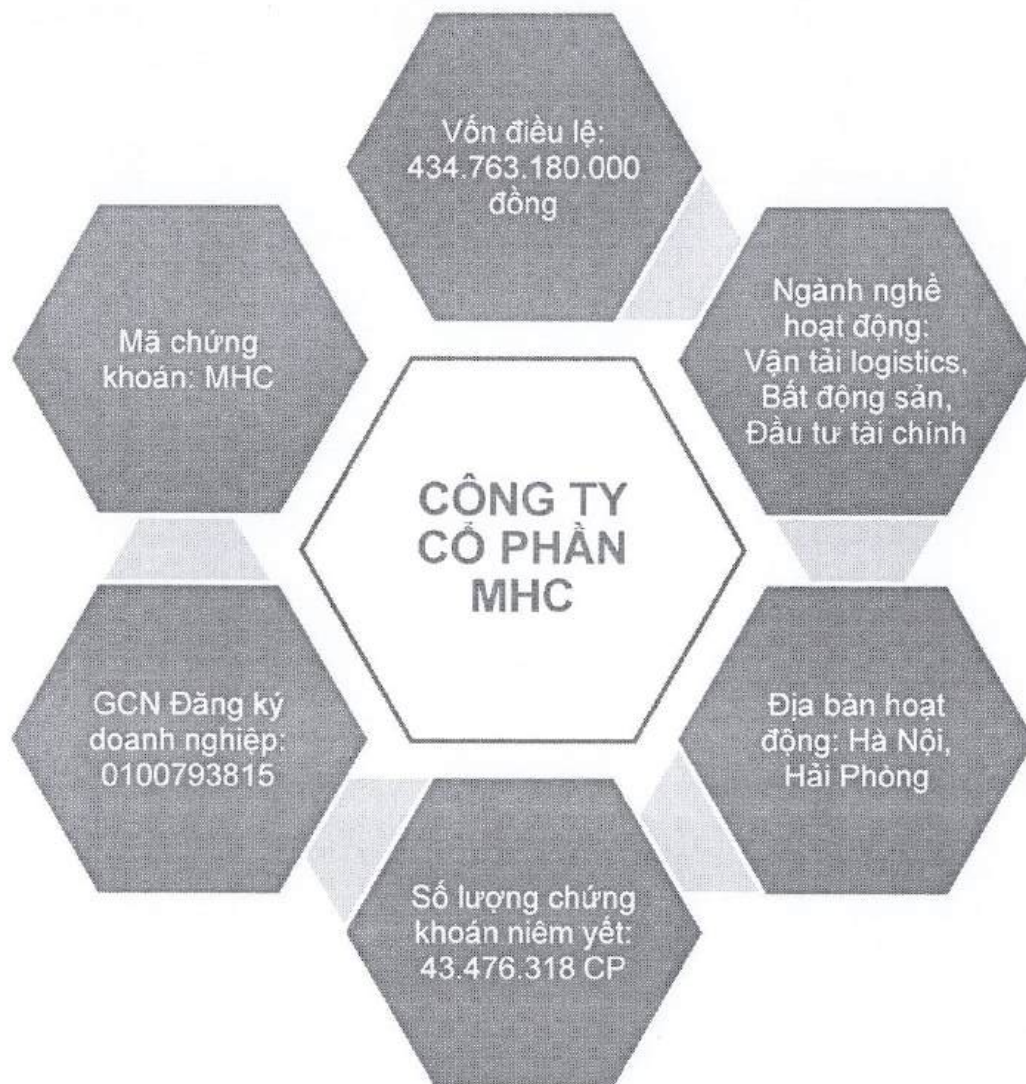 Vốn điều lệ:
434.763.180.000
đồng
Ngành nghề
hoạt động:
Vận tải logistics,
Bất động sản,
Đầu tư tài chính
Địa bàn hoạt
động: Hà Nội,
Hải Phòng
Số lượng chứng
khoán niêm yết:
43.476.318 CP
GCN Đăng ký
doanh nghiệp:
0100793815
Mã chứng
khoán: MHC
CÔNG TY
CỔ PHẦN
MHC